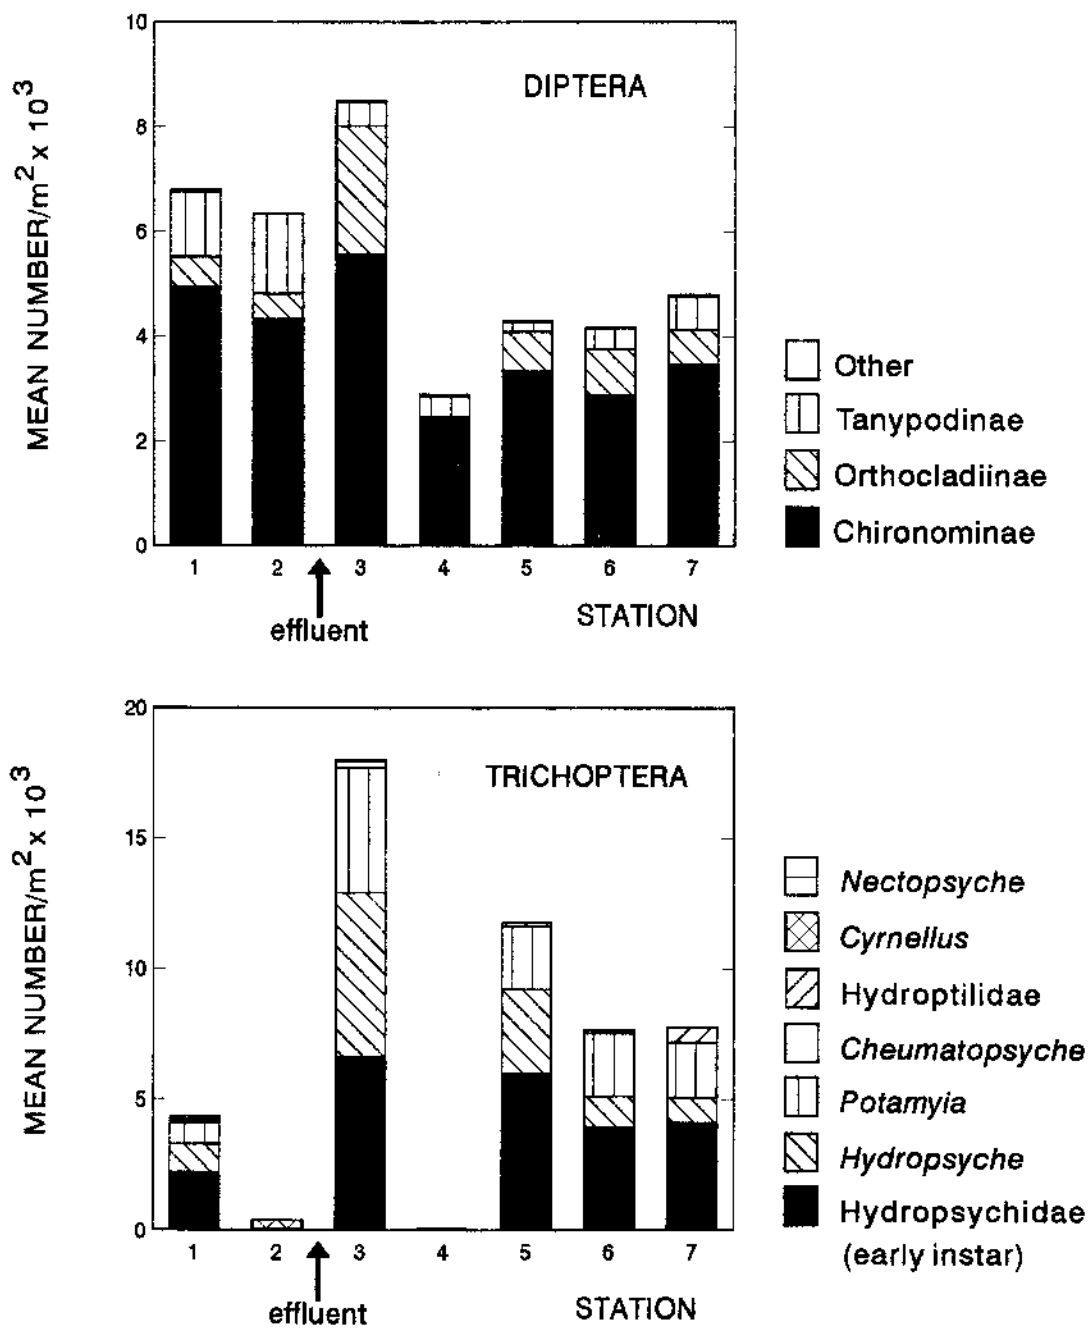 DIPTERA
MEAN NUMBER/m² x 10³
10
8
6
4
2
0
1 2 3 4 5 6 7
effluent
STATION
Other
Tanypodinae
Orthocladiinae
Chironominae
TRICHOPTERA
MEAN NUMBER/m² x 10³
20
15
10
5
0
1 2 3 4 5 6 7
effluent
STATION
Nectopsyche
Cyrnellus
Hydroptilidae
Cheumatopsyche
Potamyia
Hydropsyche
Hydropsychidae
(early instar)